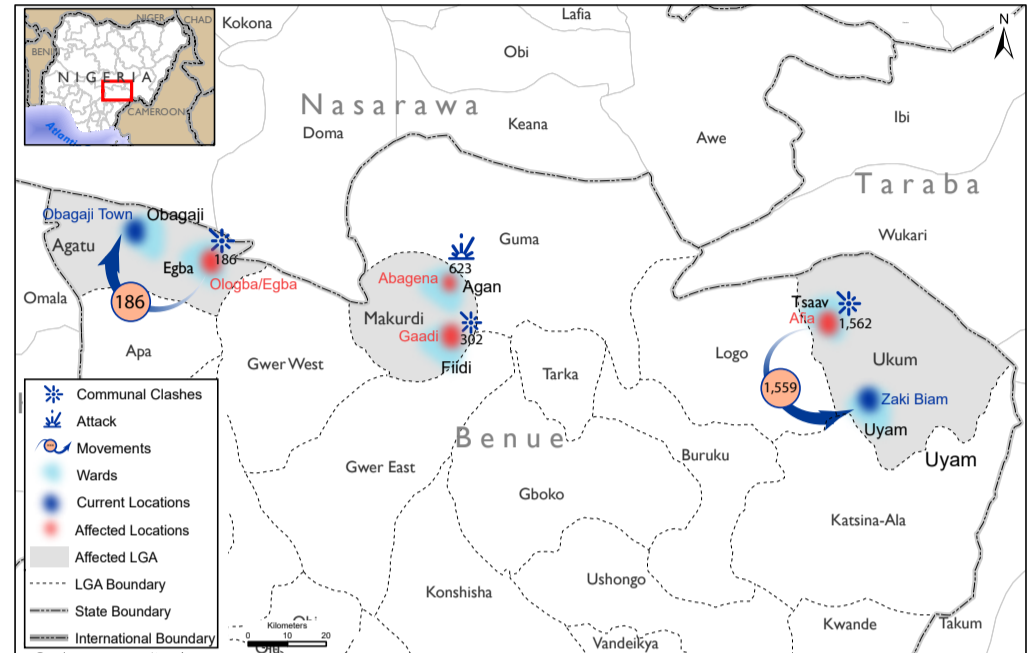 NIGER
CHAD
BENI
NIGERIA
CAMEROON
Atlanti
N
Kokona
Lafia
Obi
Nasarawa
Doma
Keana
Awe
Ibi
Taraba
Wukari
Obagaji Town
Obagaji
Agatu
186
Egba
Ologba/Egba
Omala
186
Apa
Guma
623
Abagena
Agan
Makurdi
Gaadi
302
Fiidi
Gwer West
Tarka
Tsaav
Afia
1,562
Logo
Ukum
1,559
Zaki Biam
Uyam
Uyam
Benue
Buruku
Gwer East
Gboko
Katsina-Ala
Ushongo
Konshisha
Vandeikya
Kwande
Takum
Communal Clashes
Attack
Movements
Wards
Current Locations
Affected Locations
Affected LGA
LGA Boundary
State Boundary
International Boundary
Kilometers
0 10 20